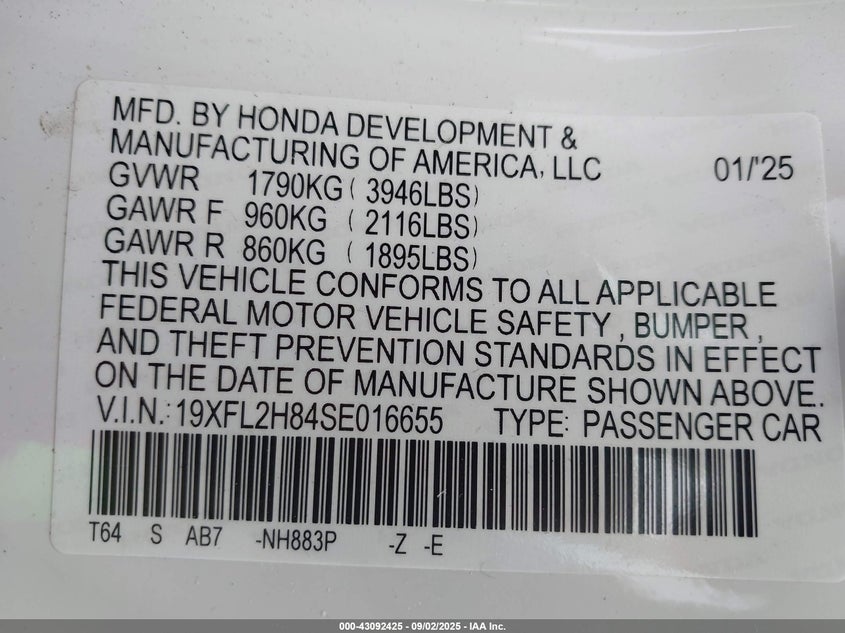 MFD. BY HONDA DEVELOPMENT &
MANUFACTURING OF AMERICA, LLC 01/'25
GVWR 1790KG ( 3946LBS)
GAWR F 960KG ( 2116LBS)
GAWR R 860KG ( 1895LBS)
THIS VEHICLE CONFORMS TO ALL APPLICABLE
FEDERAL MOTOR VEHICLE SAFETY , BUMPER ,
AND THEFT PREVENTION STANDARDS IN EFFECT
ON THE DATE OF MANUFACTURE SHOWN ABOVE.
V.I.N.: 19XFL2H84SE016655 TYPE: PASSENGER CAR
T64 S AB7 -NH883P -Z -E
000-43092425 - 09/02/2025 - IAA Inc.